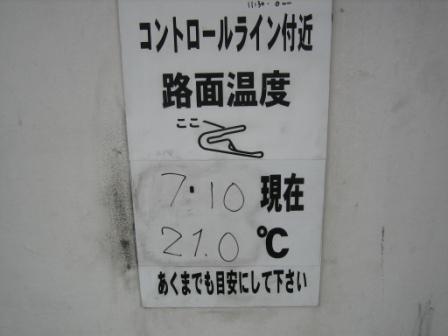 コントロールライン付近
路面温度
ここ
7・10 現在
21.0 ℃
あくまでも目安にして下さい